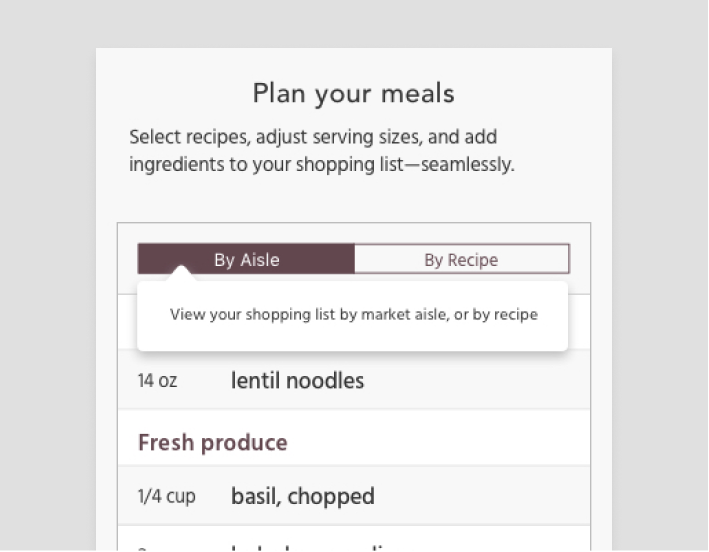 Plan your meals
Select recipes, adjust serving sizes, and add
ingredients to your shopping list—seamlessly.
By Aisle
By Recipe
View your shopping list by market aisle, or by recipe
14 oz lentil noodles
Fresh produce
1/4 cup basil, chopped